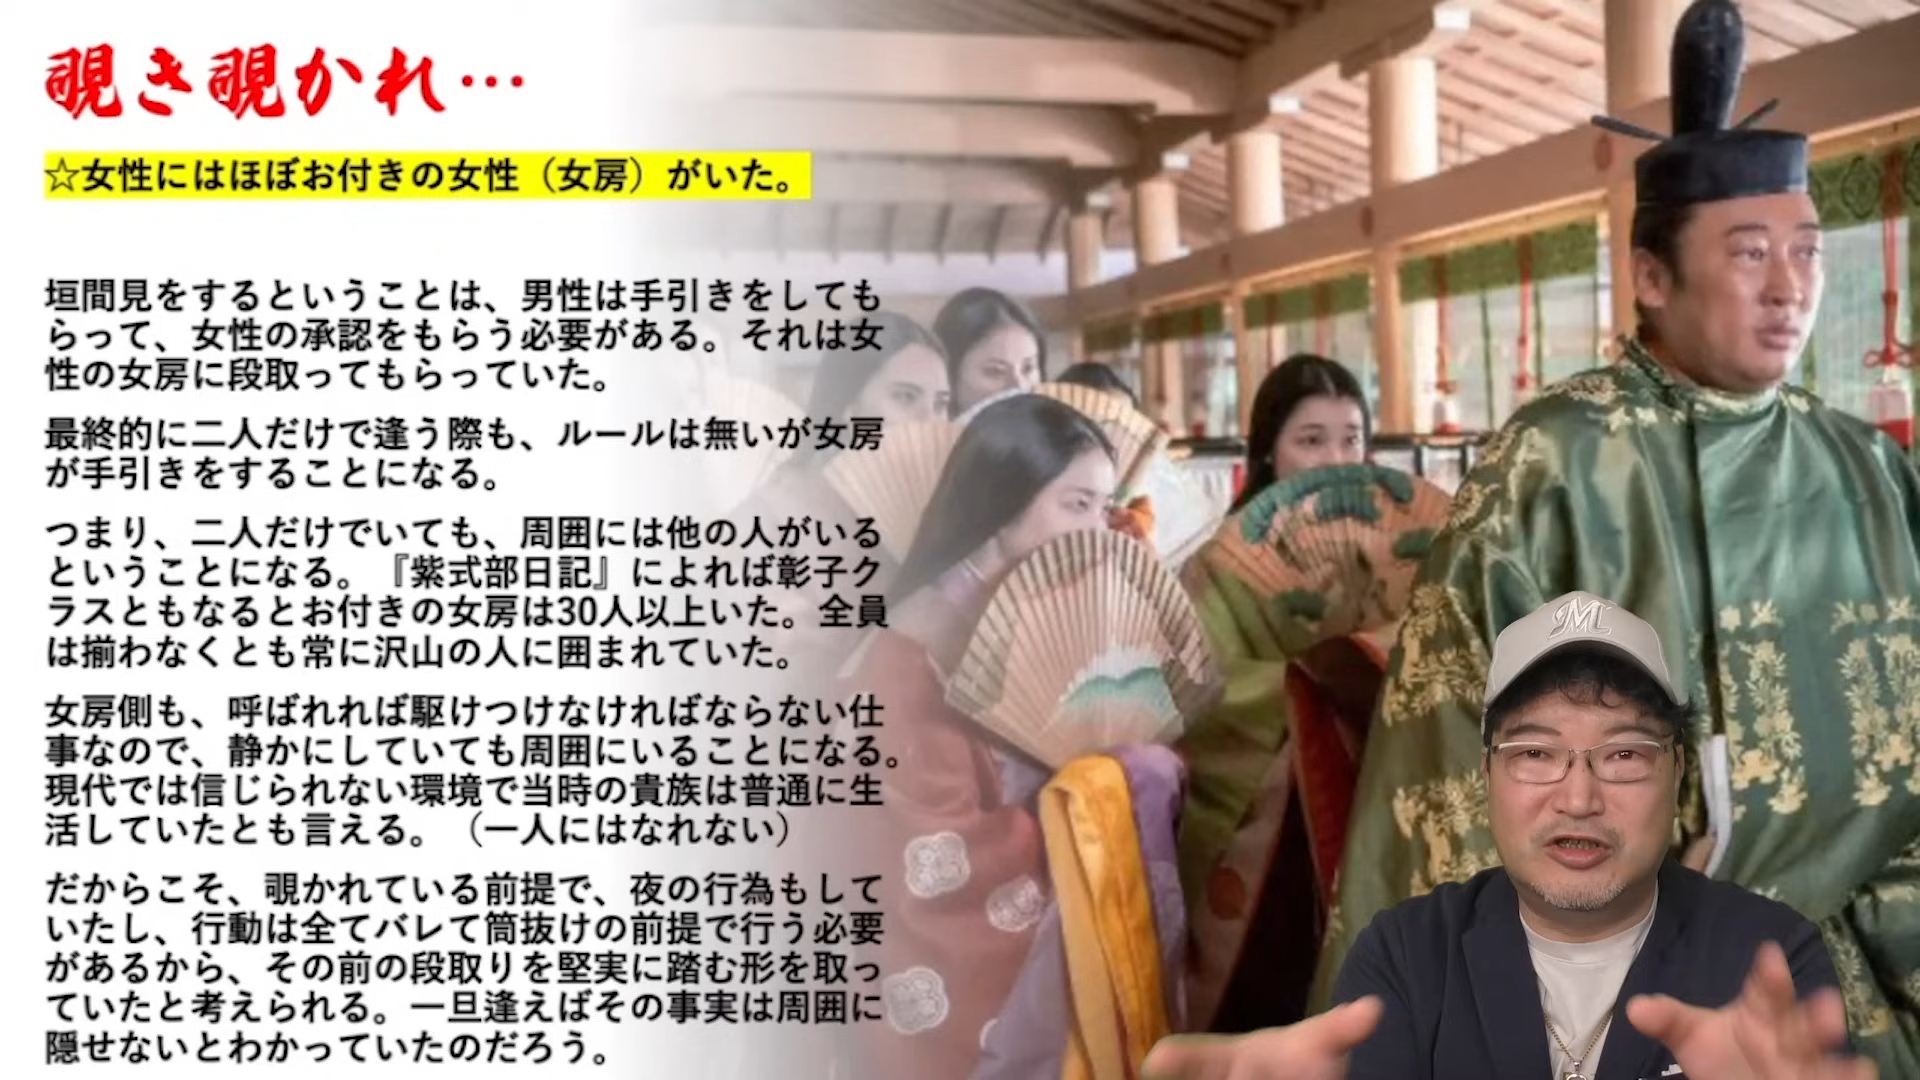 覗き覗かれ…
☆女性にはほぼお付きの女性（女房）がいた。
垣間見をするということは、男性は手引きをしても
らって、女性の承認をもらう必要がある。それは女
性の女房に段取ってもらっていた。
最終的に二人だけで逢う際も、ルールは無いが女房
が手引きをすることになる。
つまり、二人だけでいても、周囲には他の人がいる
ということになる。『紫式部日記』によれば彰子ク
ラスともなるとお付きの女房は30人以上いた。全員
は揃わなくとも常に沢山の人に囲まれていた。
女房側も、呼ばれれば駆けつけなければならない仕
事なので、静かにしていても周囲にいることになる。
現代では信じられない環境で当時の貴族は普通に生
活していたとも言える。（一人にはなれない）
だからこそ、覗かれている前提で、夜の行為もして
いたし、行動は全てバレて筒抜けの前提で行う必要
があるから、その前の段取りを堅実に踏む形を取っ
ていたと考えられる。一旦逢えばその事実は周囲に
隠せないとわかっていたのだろう。
M